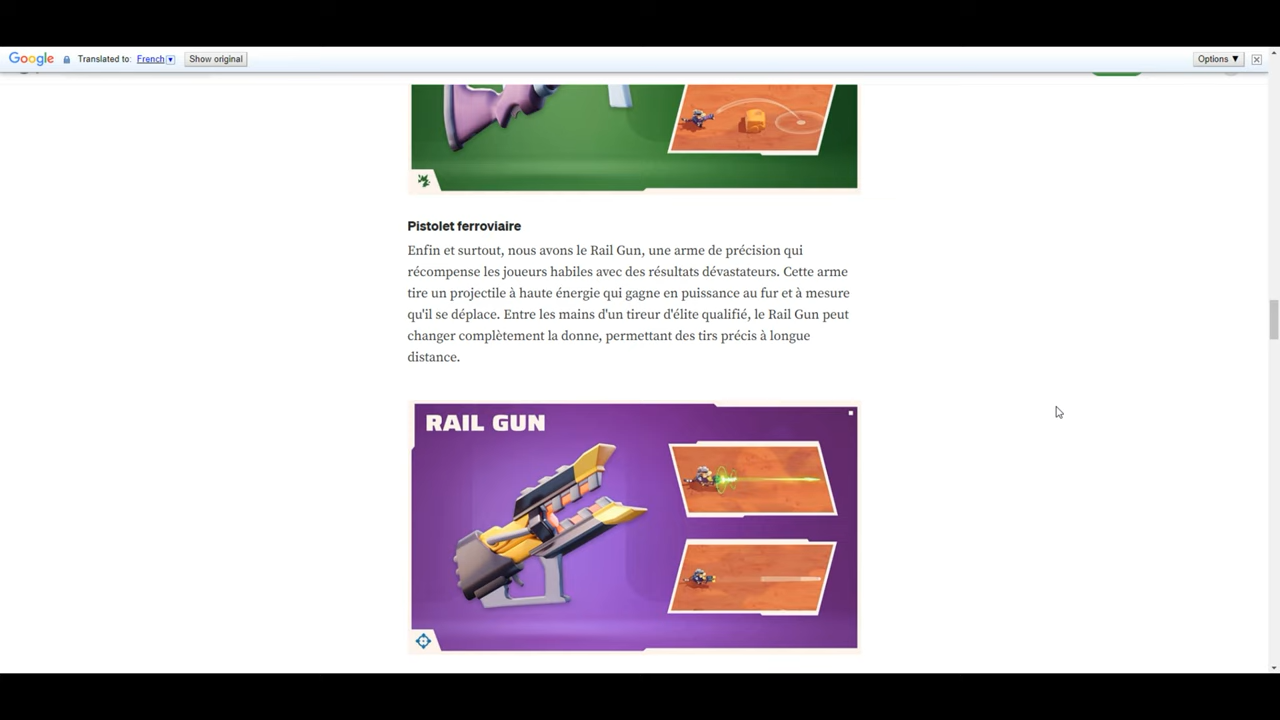 Google Translated to: French Show original Options ▼
Pistolet ferroviaire
Enfin et surtout, nous avons le Rail Gun, une arme de précision qui
récompense les joueurs habiles avec des résultats dévastateurs. Cette arme
tire un projectile à haute énergie qui gagne en puissance au fur et à mesure
qu'il se déplace. Entre les mains d'un tireur d'élite qualifié, le Rail Gun peut
changer complètement la donne, permettant des tirs précis à longue
distance.
RAIL GUN